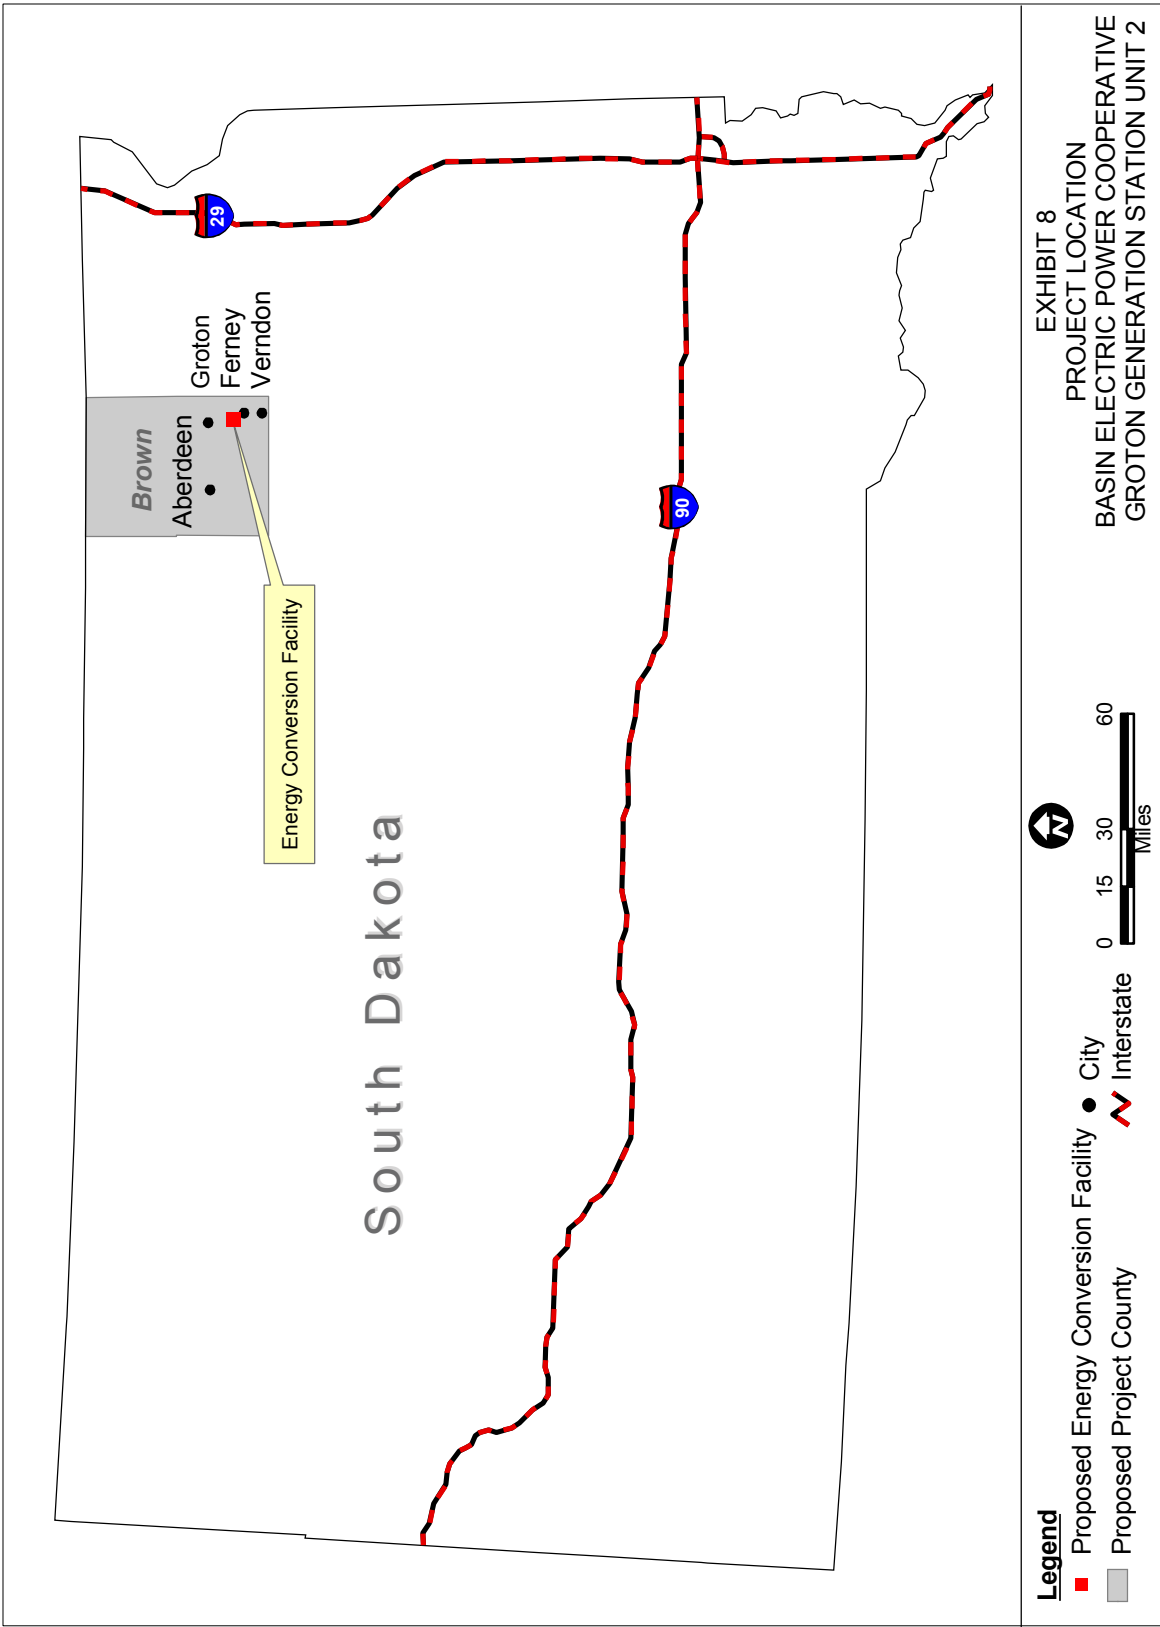 29
Brown
Aberdeen
Groton
Ferney
Verndon
Energy Conversion Facility
South Dakota
90
Legend
Proposed Energy Conversion Facility
City
Proposed Project County
Interstate
N
0 15 30 60
Miles
EXHIBIT 8
PROJECT LOCATION
BASIN ELECTRIC POWER COOPERATIVE
GROTON GENERATION STATION UNIT 2